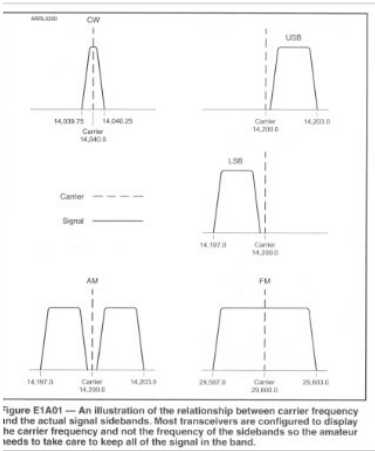 CW
USB
14,039.75 14,040.25
Carrier
14,040.0
Carrier 14,203.0
14,200.0
LSB
Carrier
Signal
14,197.0 Carrier
14,200.0
AM
FM
14,197.0 Carrier 14,203.0
14,200.0
29,597.0 Carrier 29,603.0
29,600.0
Figure E1A01 — An illustration of the relationship between carrier frequency
and the actual signal sidebands. Most transceivers are configured to display
the carrier frequency and not the frequency of the sidebands so the amateur
needs to take care to keep all of the signal in the band.